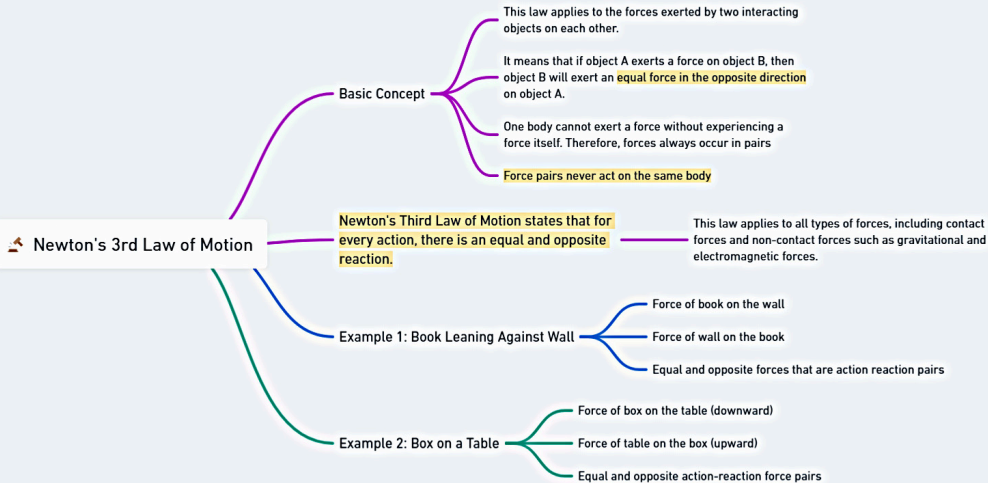 This law applies to the forces exerted by two interacting
objects on each other.
It means that if object A exerts a force on object B, then
object B will exert an equal force in the opposite direction
on object A.
Basic Concept
One body cannot exert a force without experiencing a
force itself. Therefore, forces always occur in pairs
Force pairs never act on the same body
Newton's 3rd Law of Motion
Newton's Third Law of Motion states that for
every action, there is an equal and opposite
reaction.
This law applies to all types of forces, including contact
forces and non-contact forces such as gravitational and
electromagnetic forces.
Example 1: Book Leaning Against Wall
Force of book on the wall
Force of wall on the book
Equal and opposite forces that are action reaction pairs
Example 2: Box on a Table
Force of box on the table (downward)
Force of table on the box (upward)
Equal and opposite action-reaction force pairs